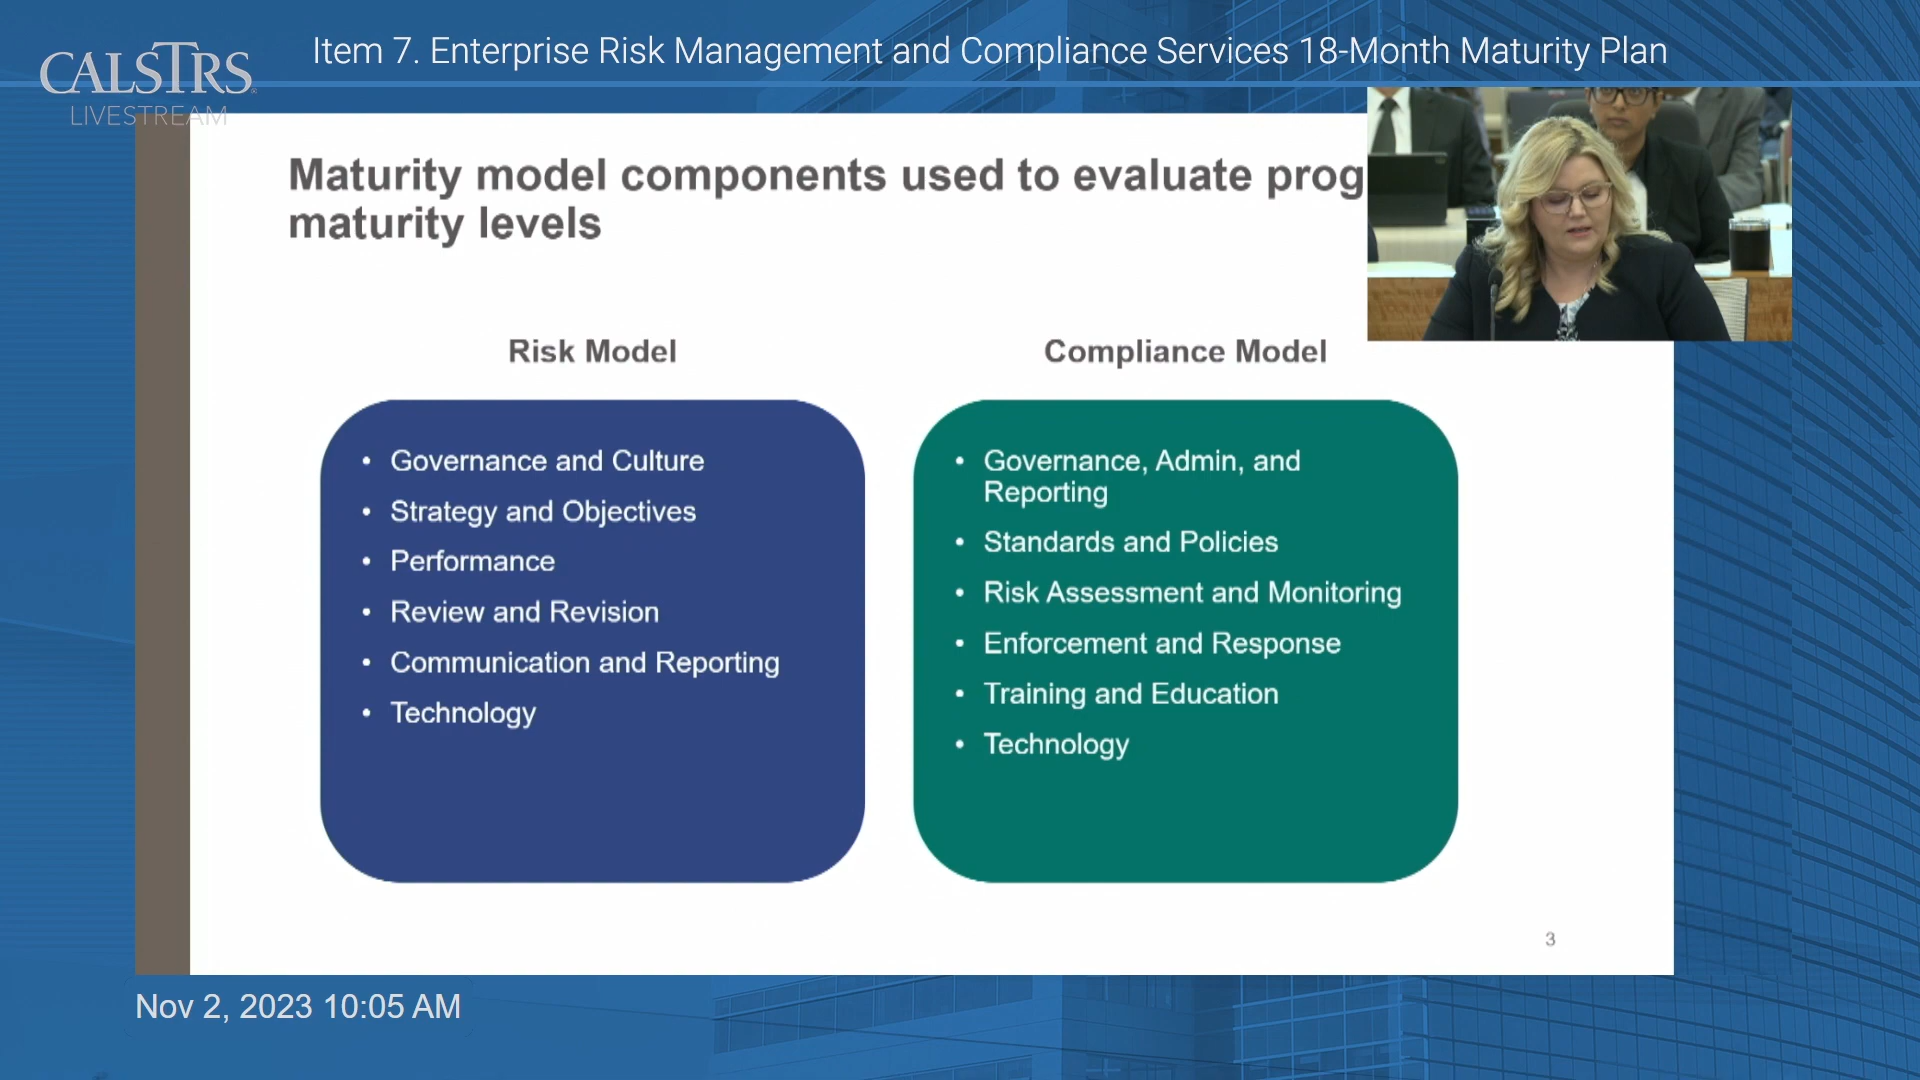 Item 7. Enterprise Risk Management and Compliance Services 18-Month Maturity Plan
CALSTRS®
LIVESTREAM
Maturity model components used to evaluate prog
maturity levels
Risk Model
• Governance and Culture
• Strategy and Objectives
• Performance
• Review and Revision
• Communication and Reporting
• Technology
Compliance Model
• Governance, Admin, and
Reporting
• Standards and Policies
• Risk Assessment and Monitoring
• Enforcement and Response
• Training and Education
• Technology
3
Nov 2, 2023 10:05 AM